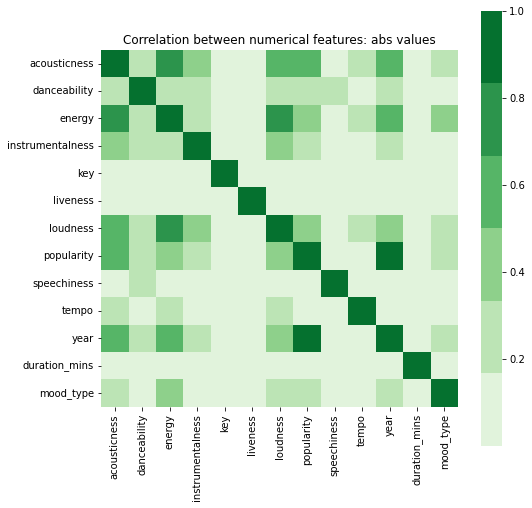 Correlation between numerical features: abs values
acousticness
danceability
energy
instrumentalness
key
liveness
loudness
popularity
speechiness
tempo
year
duration_mins
mood_type
acousticness
danceability
energy
instrumentalness
key
liveness
loudness
popularity
speechiness
tempo
year
duration_mins
mood_type
1.0
0.8
0.6
0.4
0.2